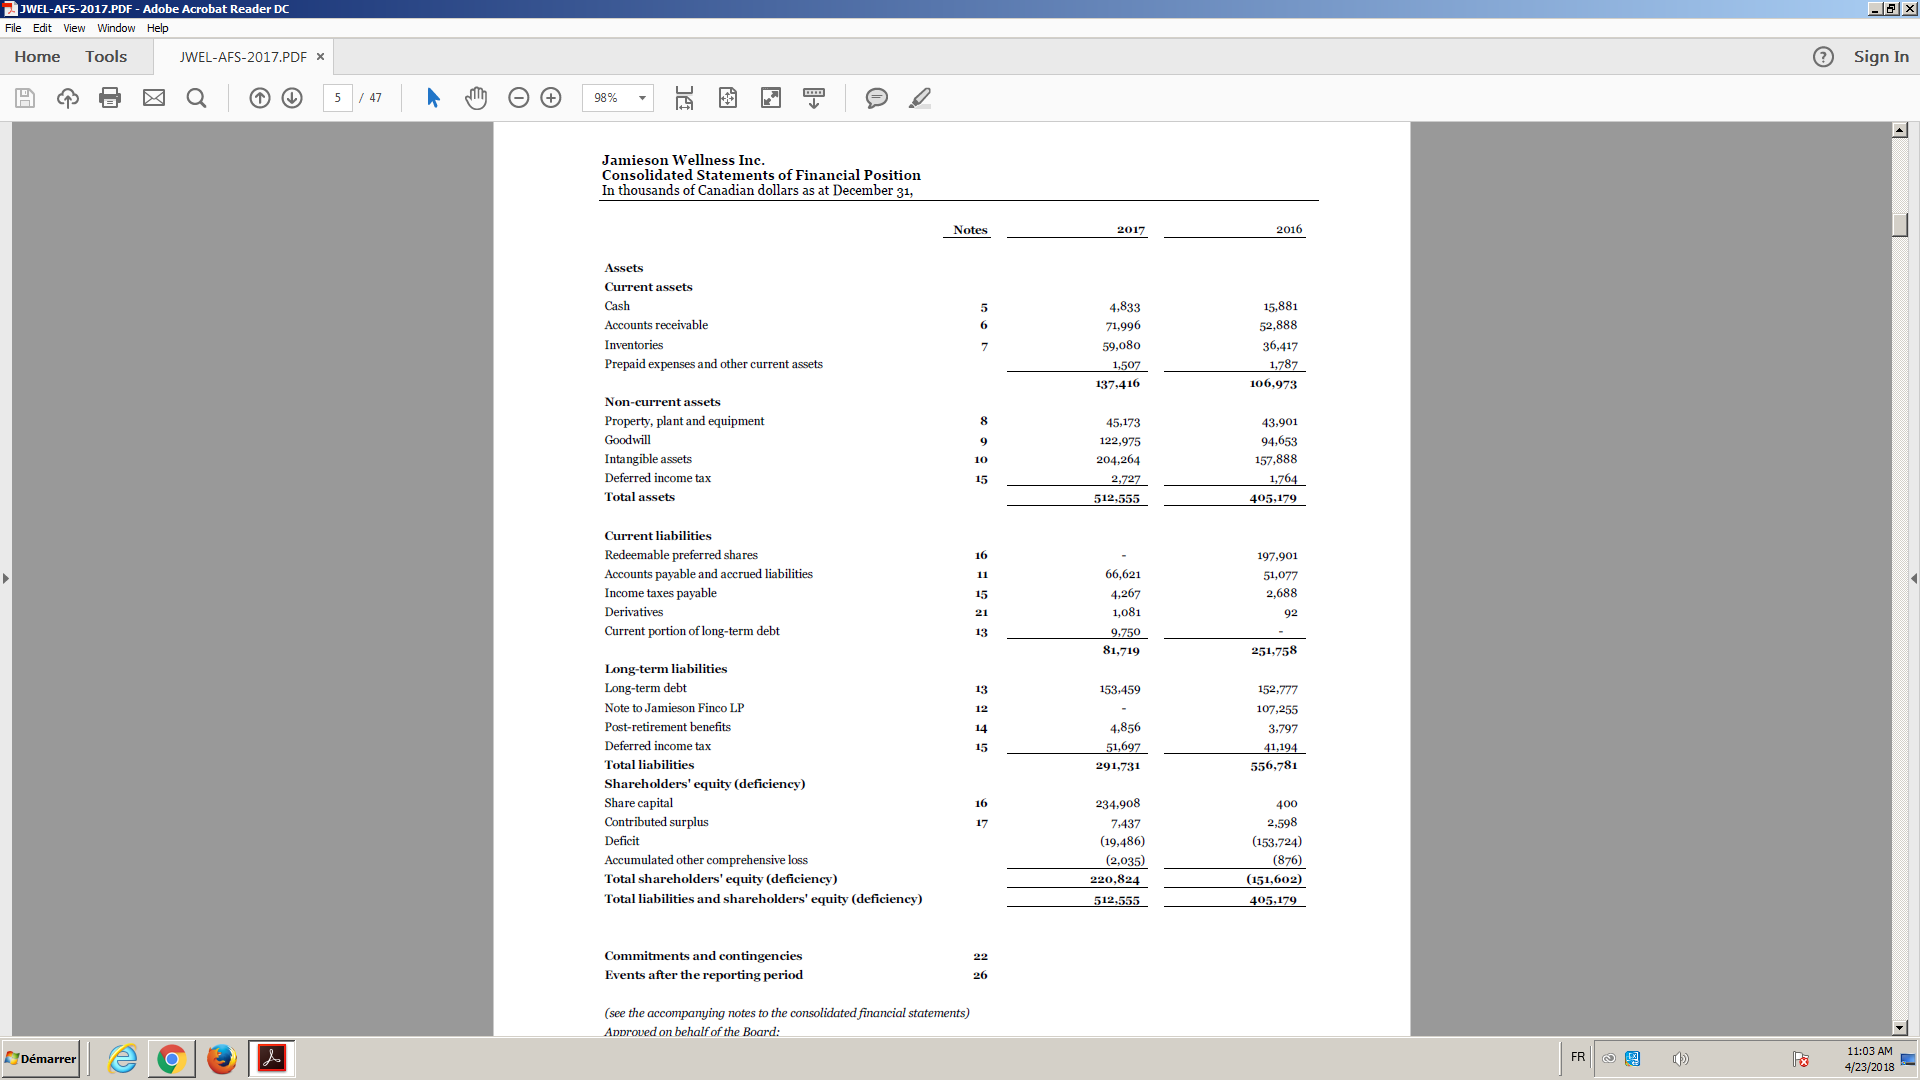 JWEL-AFS-2017.PDF - Adobe Acrobat Reader DC
File Edit View Window Help
Home Tools JWEL-AFS-2017.PDF × ? Sign In
5 / 47 98%
Jamieson Wellness Inc.
Consolidated Statements of Financial Position
In thousands of Canadian dollars as at December 31,
Notes 2017 2016
Assets
Current assets
Cash 5 4,833 15,881
Accounts receivable 6 71,996 52,888
Inventories 7 59,080 36,417
Prepaid expenses and other current assets 1,507 1,787
137,416 106,973
Non-current assets
Property, plant and equipment 8 45,173 43,901
Goodwill 9 122,975 94,653
Intangible assets 10 204,264 157,888
Deferred income tax 15 2,727 1,764
Total assets 512,555 405,179
Current liabilities
Redeemable preferred shares 16 - 197,901
Accounts payable and accrued liabilities 11 66,621 51,077
Income taxes payable 15 4,267 2,688
Derivatives 21 1,081 92
Current portion of long-term debt 13 9,750 -
81,719 251,758
Long-term liabilities
Long-term debt 13 153,459 152,777
Note to Jamieson Finco LP 12 - 107,255
Post-retirement benefits 14 4,856 3,797
Deferred income tax 15 51,697 41,194
Total liabilities 291,731 556,781
Shareholders' equity (deficiency)
Share capital 16 234,908 400
Contributed surplus 17 7,437 2,598
Deficit (19,486) (153,724)
Accumulated other comprehensive loss (2,035) (876)
Total shareholders' equity (deficiency) 220,824 (151,602)
Total liabilities and shareholders' equity (deficiency) 512,555 405,179
Commitments and contingencies 22
Events after the reporting period 26
(see the accompanying notes to the consolidated financial statements)
Approved on behalf of the Board:
Démarrer FR 11:03 AM
4/23/2018